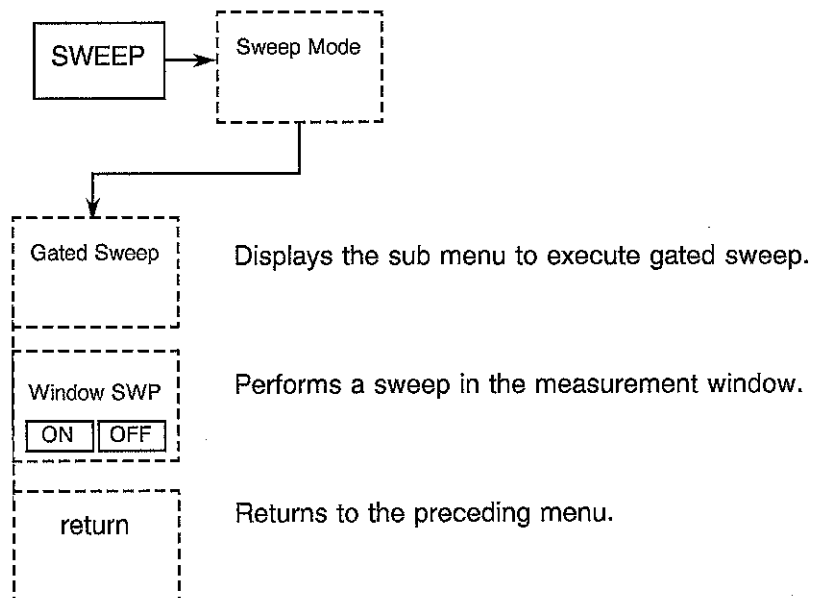 SWEEP
Sweep Mode
Gated Sweep
Displays the sub menu to execute gated sweep.
Window SWP
ON OFF
Performs a sweep in the measurement window.
return
Returns to the preceding menu.